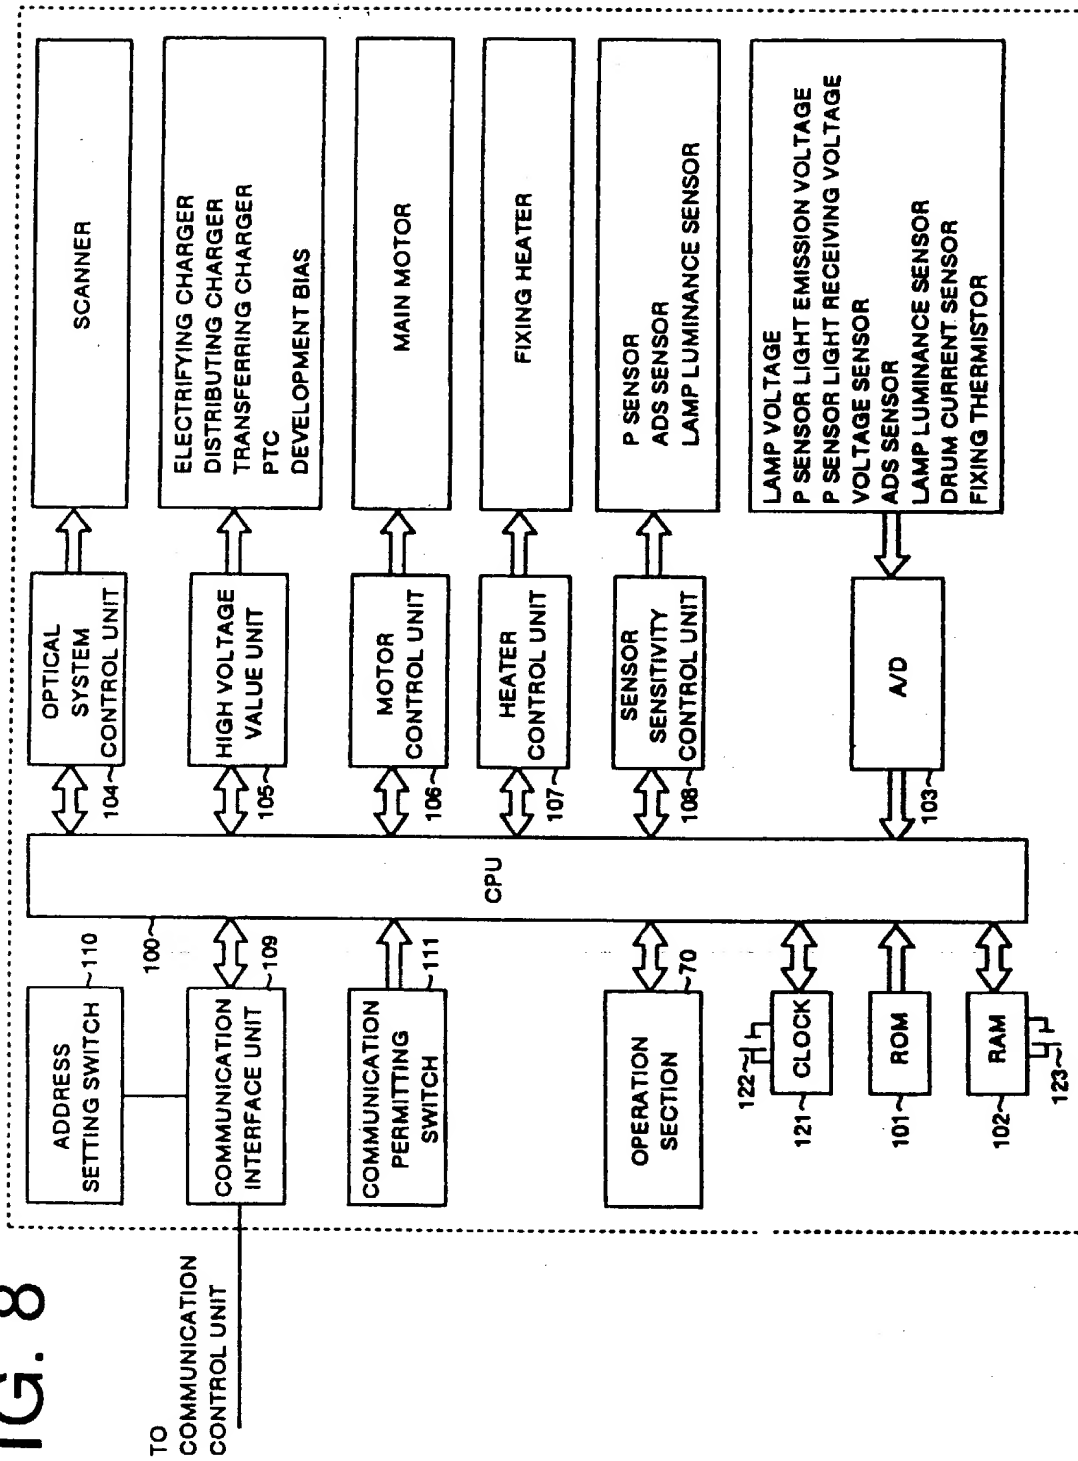 IG. 8
TO
COMMUNICATION
CONTROL UNIT
ADDRESS
SETTING SWITCH
110
COMMUNICATION
INTERFACE UNIT
109
COMMUNICATION
PERMITTING
SWITCH
111
OPERATION
SECTION
70
122
CLOCK
121
ROM
101
RAM
102
123
100
CPU
OPTICAL
SYSTEM
CONTROL UNIT
104
HIGH VOLTAGE
VALUE UNIT
105
MOTOR
CONTROL UNIT
106
HEATER
CONTROL UNIT
107
SENSOR
SENSITIVITY
CONTROL UNIT
108
A/D
103
SCANNER
ELECTRIFYING CHARGER
DISTRIBUTING CHARGER
TRANSFERRING CHARGER
PTC
DEVELOPMENT BIAS
MAIN MOTOR
FIXING HEATER
P SENSOR
ADS SENSOR
LAMP LUMINANCE SENSOR
LAMP VOLTAGE
P SENSOR LIGHT EMISSION VOLTAGE
P SENSOR LIGHT RECEIVING VOLTAGE
VOLTAGE SENSOR
ADS SENSOR
LAMP LUMINANCE SENSOR
DRUM CURRENT SENSOR
FIXING THERMISTOR